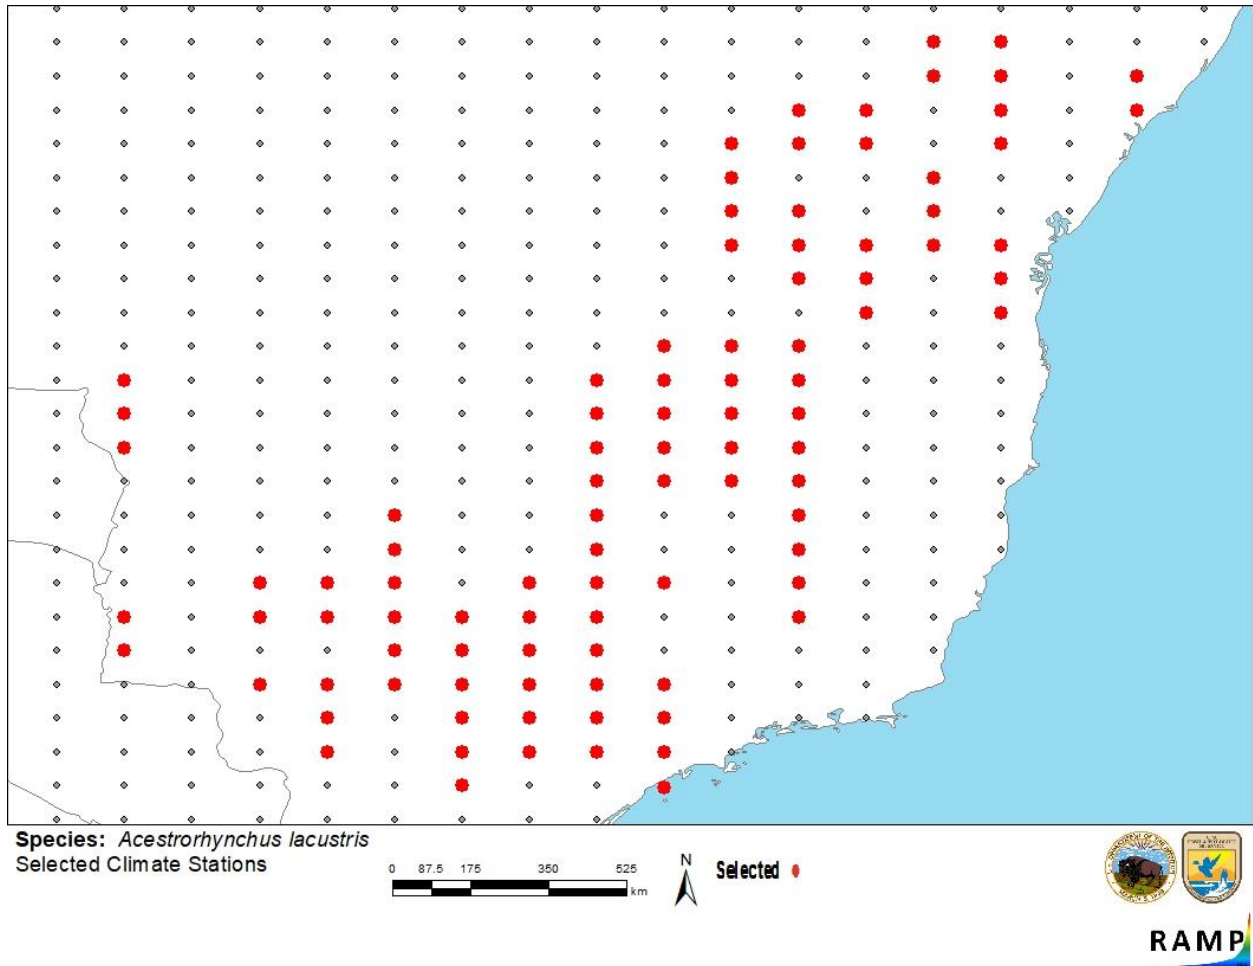 Species: Acestrorhynchus lacustris
Selected Climate Stations
0 87.5 175 350 525
km
N
Selected
RAMP